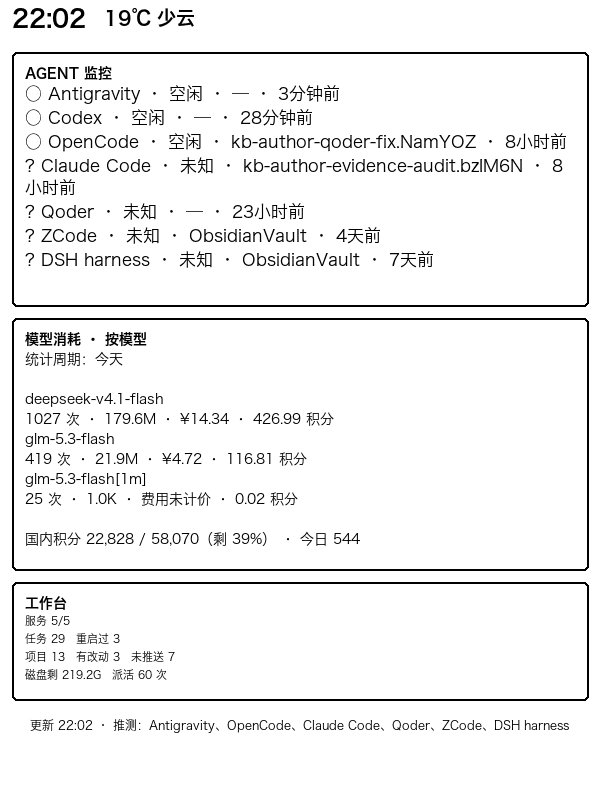 22:02 19℃ 少云
AGENT 监控
○ Antigravity · 空闲 · — · 3分钟前
○ Codex · 空闲 · — · 28分钟前
○ OpenCode · 空闲 · kb-author-qoder-fix.NamYOZ · 8小时前
? Claude Code · 未知 · kb-author-evidence-audit.bzlM6N · 8
小时前
? Qoder · 未知 · — · 23小时前
? ZCode · 未知 · ObsidianVault · 4天前
? DSH harness · 未知 · ObsidianVault · 7天前
模型消耗 · 按模型
统计周期：今天
deepseek-v4.1-flash
1027 次 · 179.6M · ¥14.34 · 426.99 积分
glm-5.3-flash
419 次 · 21.9M · ¥4.72 · 116.81 积分
glm-5.3-flash[1m]
25 次 · 1.0K · 费用未计价 · 0.02 积分
国内积分 22,828 / 58,070（剩 39%） · 今日 544
工作台
服务 5/5
任务 29 重启过 3
项目 13 有改动 3 未推送 7
磁盘剩 219.2G 派活 60 次
更新 22:02 · 推测：Antigravity、OpenCode、Claude Code、Qoder、ZCode、DSH harness